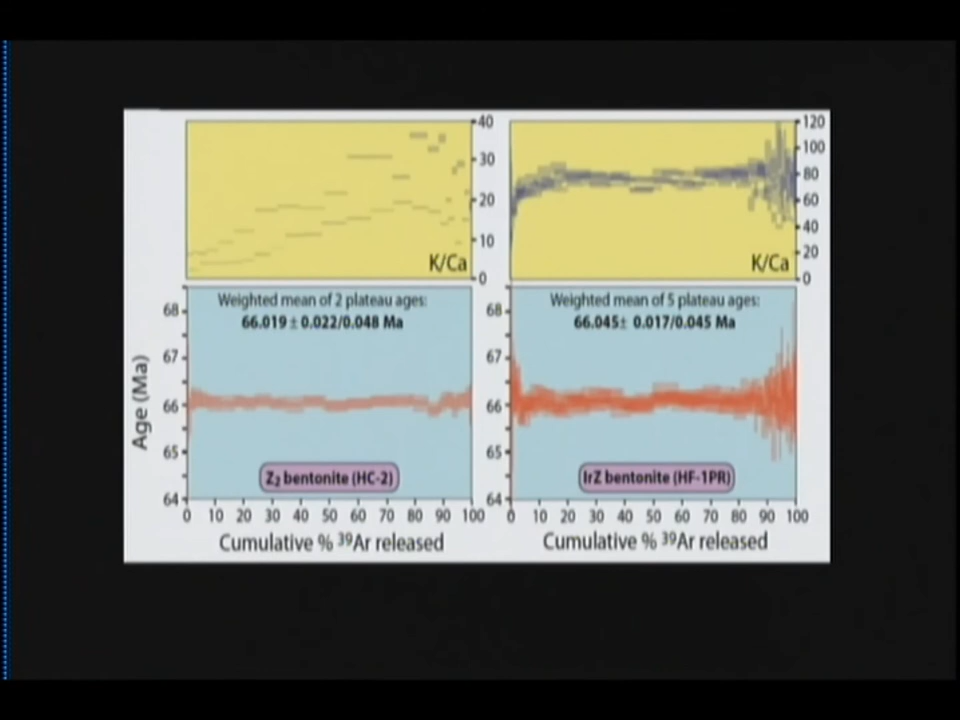 40
30
20
10
0
K/Ca
120
100
80
60
40
20
0
K/Ca
Age (Ma)
68
67
66
65
64
Weighted mean of 2 plateau ages:
66.019 ± 0.022/0.048 Ma
Z₂ bentonite (HC-2)
0 10 20 30 40 50 60 70 80 90 100
Cumulative % ³⁹Ar released
68
67
66
65
64
Weighted mean of 5 plateau ages:
66.045± 0.017/0.045 Ma
IrZ bentonite (HF-1PR)
0 10 20 30 40 50 60 70 80 90 100
Cumulative % ³⁹Ar released